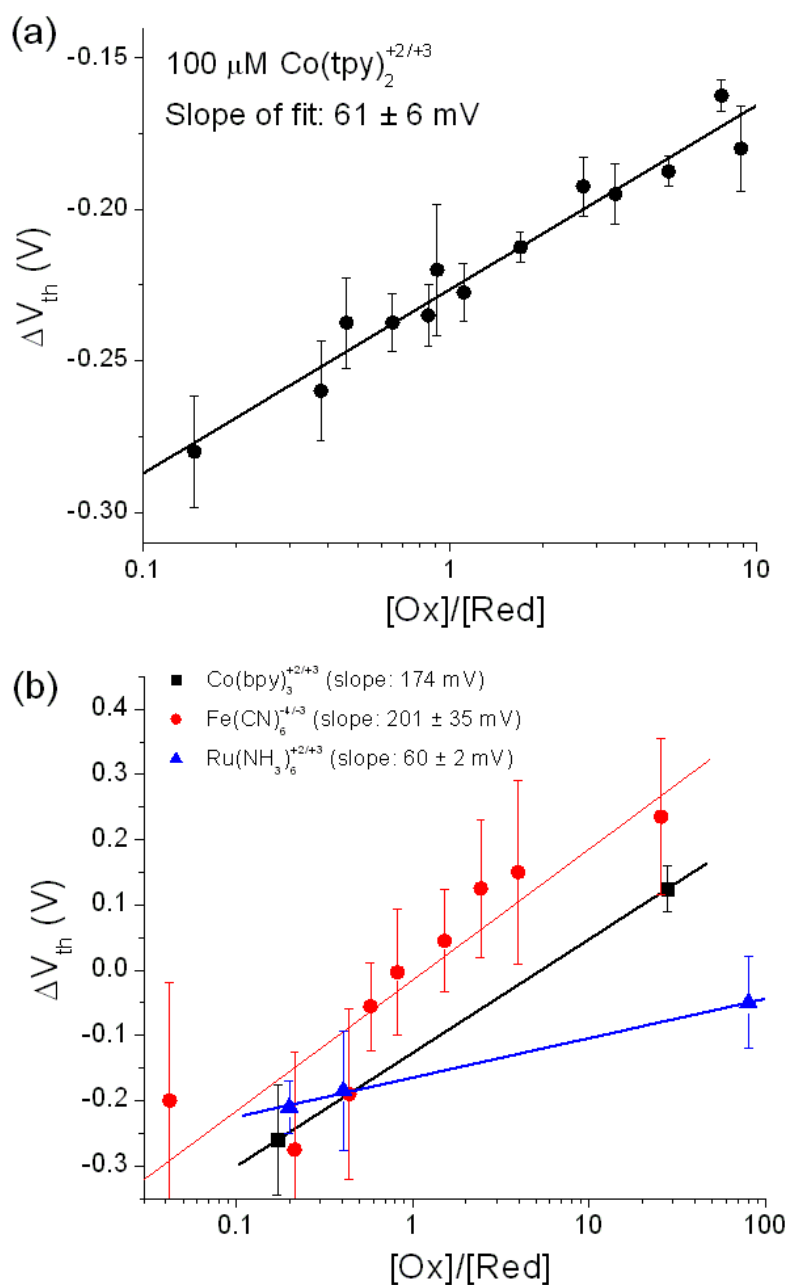 (a)
100 μM Co(tpy)₂⁺²/⁺³
Slope of fit: 61 ± 6 mV
-0.15
-0.20
-0.25
-0.30
ΔV_th (V)
0.1 1 10
[Ox]/[Red]
(b)
Co(bpy)₃⁺²/⁺³ (slope: 174 mV)
Fe(CN)₆⁻⁴/⁻³ (slope: 201 ± 35 mV)
Ru(NH₃)₆⁺²/⁺³ (slope: 60 ± 2 mV)
0.4
0.3
0.2
0.1
0.0
-0.1
-0.2
-0.3
ΔV_th (V)
0.1 1 10 100
[Ox]/[Red]